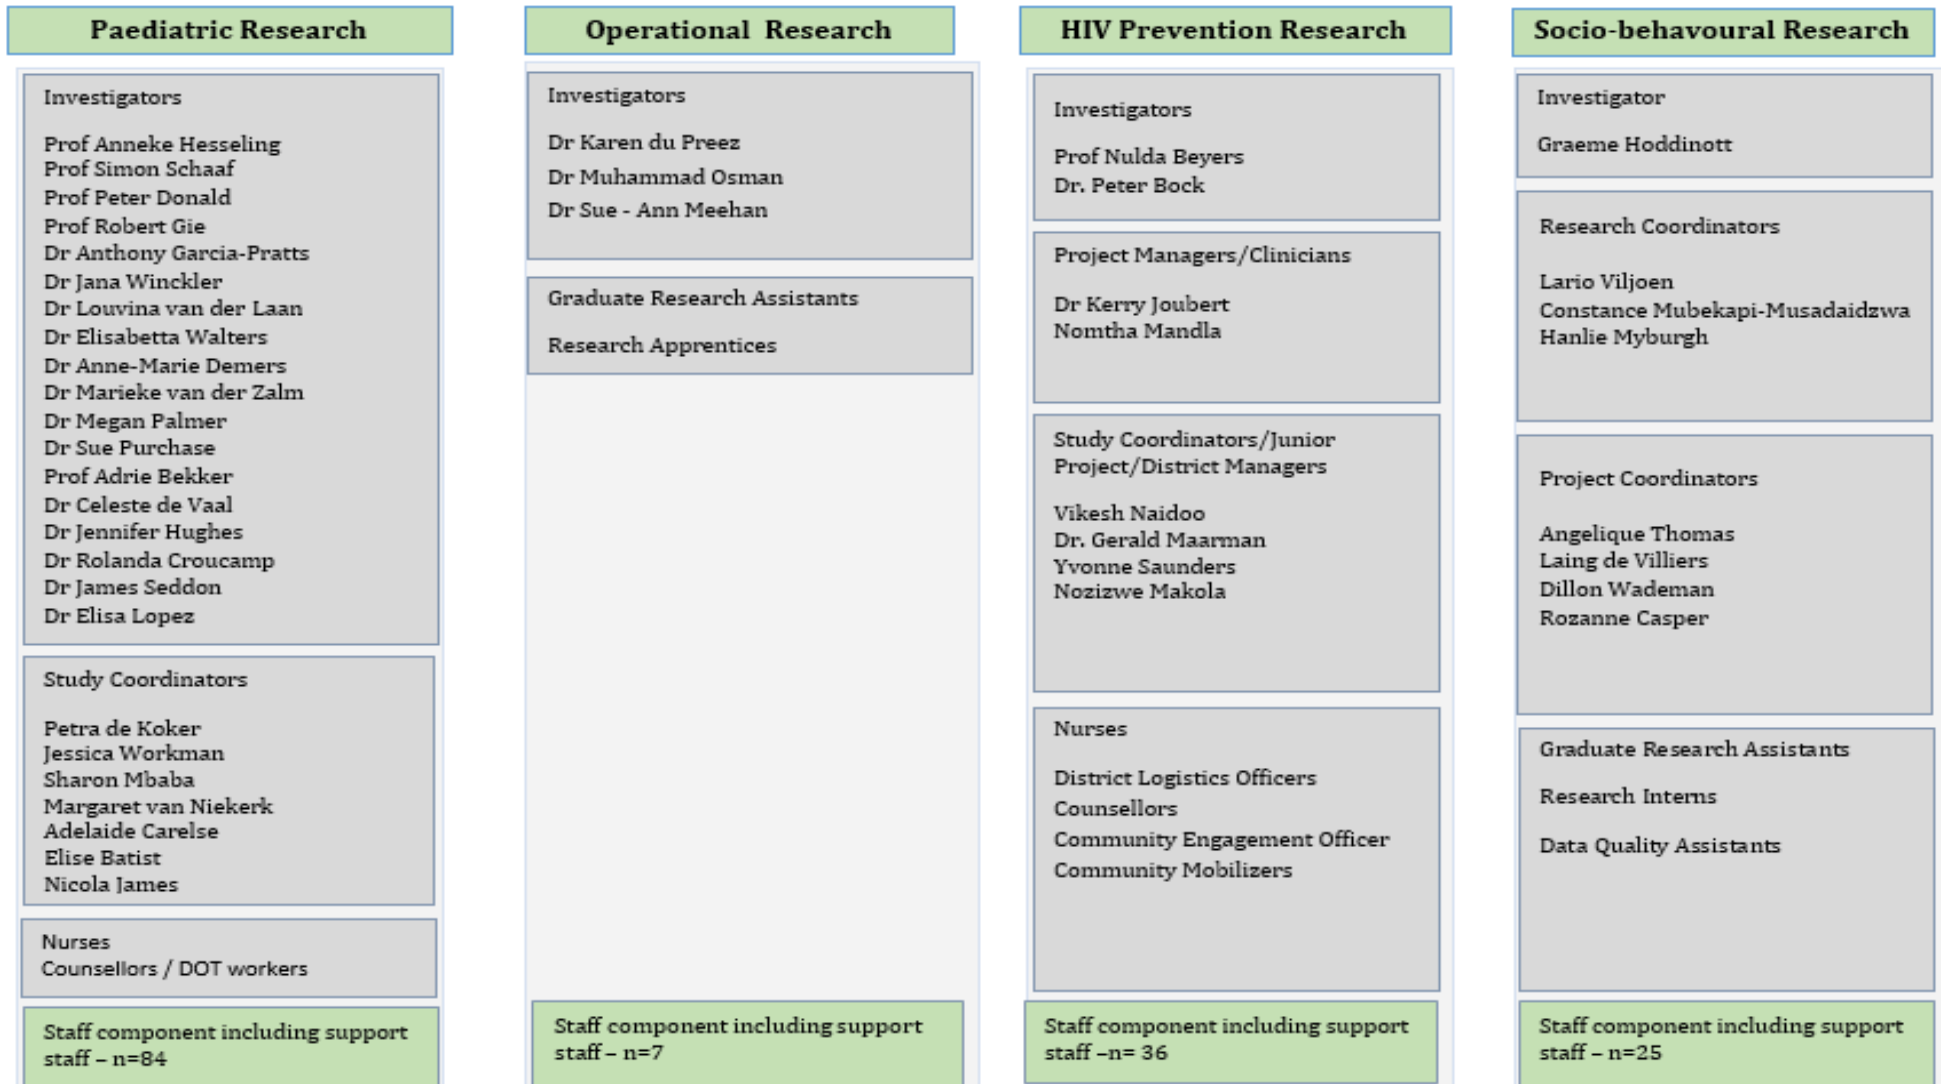 Paediatric Research
Investigators
Prof Anneke Hesseling
Prof Simon Schaaf
Prof Peter Donald
Prof Robert Gie
Dr Anthony Garcia-Pratts
Dr Jana Winckler
Dr Louvina van der Laan
Dr Elisabetta Walters
Dr Anne-Marie Demers
Dr Marieke van der Zalm
Dr Megan Palmer
Dr Sue Purchase
Prof Adrie Bekker
Dr Celeste de Vaal
Dr Jennifer Hughes
Dr Rolanda Croucamp
Dr James Seddon
Dr Elisa Lopez
Study Coordinators
Petra de Koker
Jessica Workman
Sharon Mbaba
Margaret van Niekerk
Adelaide Carelse
Elise Batist
Nicola James
Nurses
Counsellors / DOT workers
Staff component including support
staff – n=84
Operational Research
Investigators
Dr Karen du Preez
Dr Muhammad Osman
Dr Sue - Ann Meehan
Graduate Research Assistants
Research Apprentices
Staff component including support
staff – n=7
HIV Prevention Research
Investigators
Prof Nulda Beyers
Dr. Peter Bock
Project Managers/Clinicians
Dr Kerry Joubert
Nomtha Mandla
Study Coordinators/Junior
Project/District Managers
Vikesh Naidoo
Dr. Gerald Maarman
Yvonne Saunders
Nozizwe Makola
Nurses
District Logistics Officers
Counsellors
Community Engagement Officer
Community Mobilizers
Staff component including support
staff –n= 36
Socio-behavoural Research
Investigator
Graeme Hoddinott
Research Coordinators
Lario Viljoen
Constance Mubekapi-Musadaidzwa
Hanlie Myburgh
Project Coordinators
Angelique Thomas
Laing de Villiers
Dillon Wademan
Rozanne Casper
Graduate Research Assistants
Research Interns
Data Quality Assistants
Staff component including support
staff – n=25